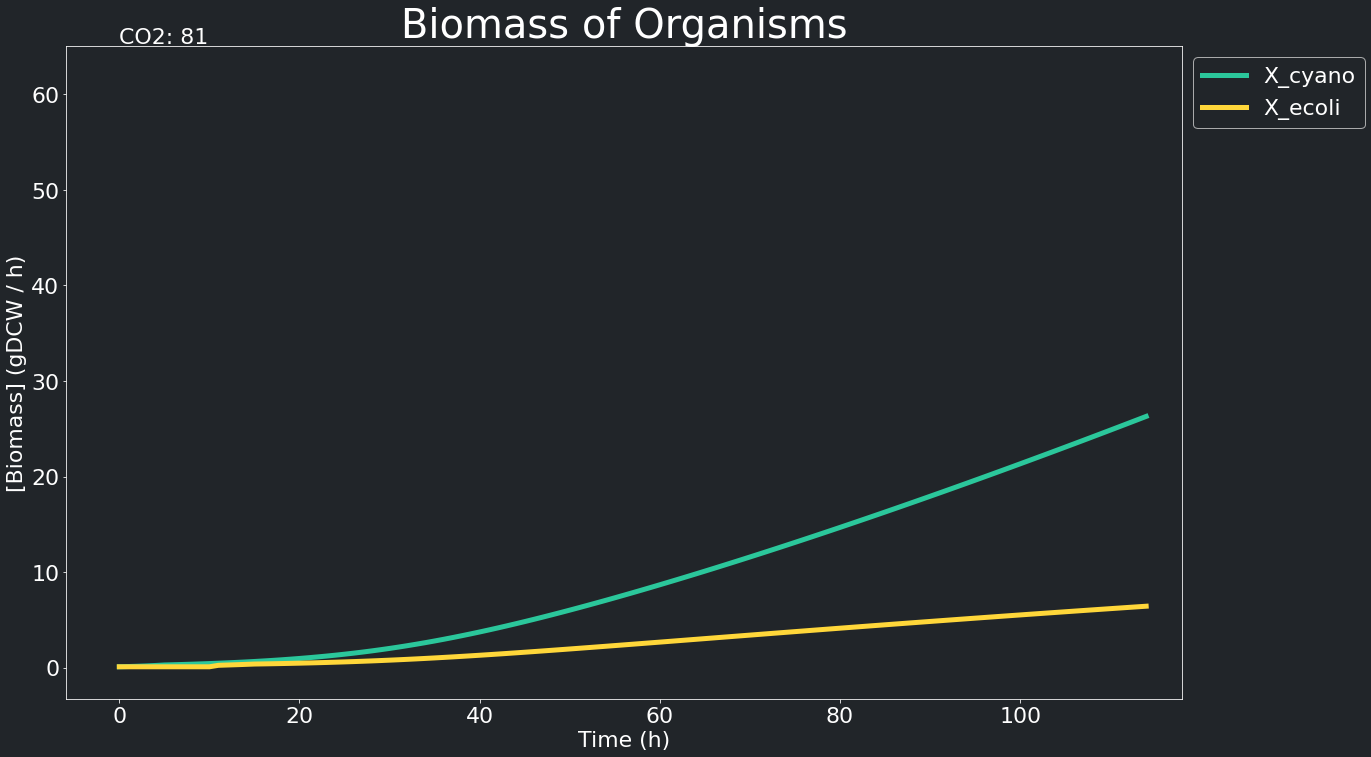 Biomass of Organisms
CO2: 81
X_cyano
X_ecoli
60
50
40
30
20
10
0
[Biomass] (gDCW / h)
0 20 40 60 80 100
Time (h)